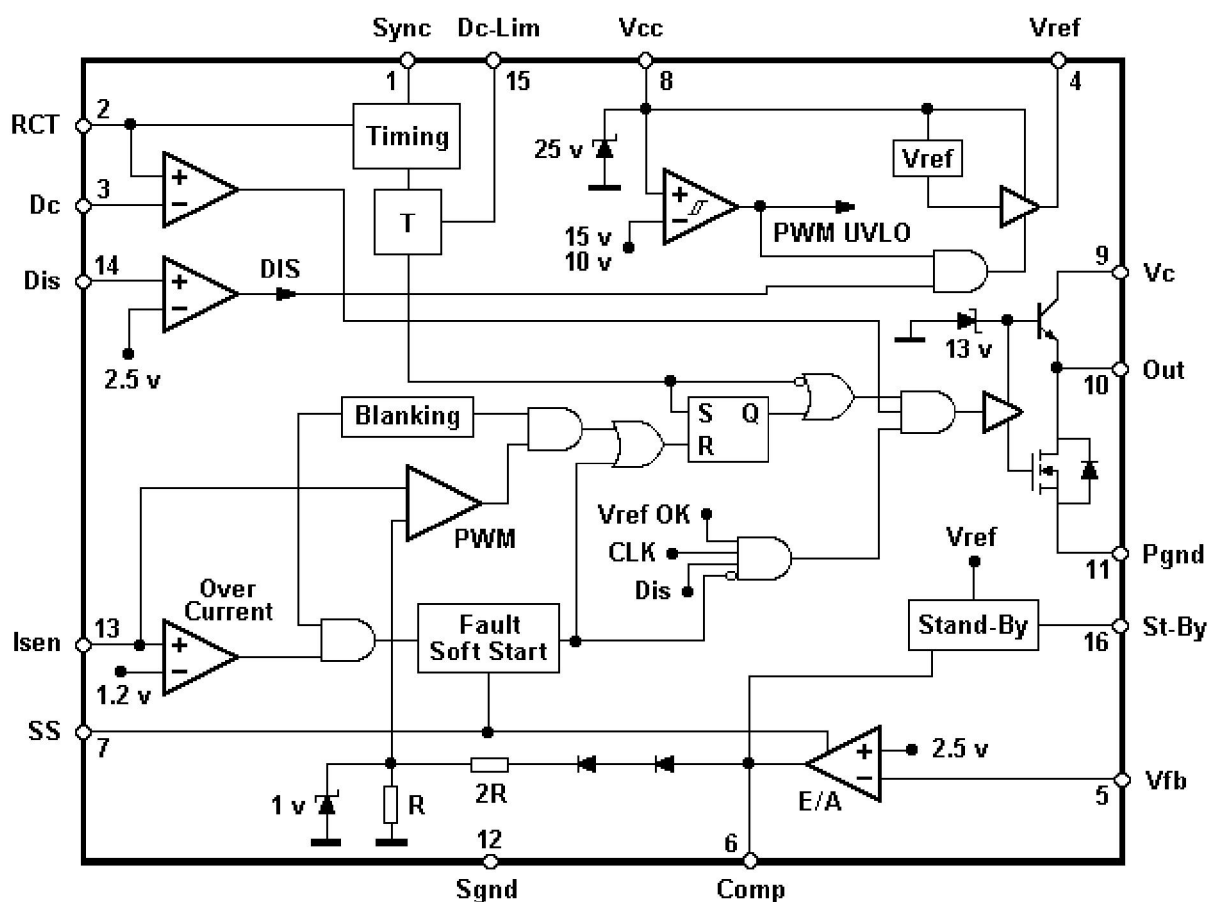 Sync Dc-Lim Vcc Vref
1 15 8 4
2
RCT
Timing
25 v
Vref
+
3
-
Dc
T
+
-
15 v
10 v
PWM UVLO
14
Dis
+
-
DIS
9
Vc
2.5 v
13 v
10
Out
Blanking
S Q
R
PWM
Vref OK
CLK
Dis
Vref
11
Pgnd
Over
Current
13
Isen
+
-
1.2 v
Fault
Soft Start
Stand-By
16
St-By
SS
7
+
-
2.5 v
E/A
5
Vfb
1 v
R
2R
12
6
Sgnd
Comp